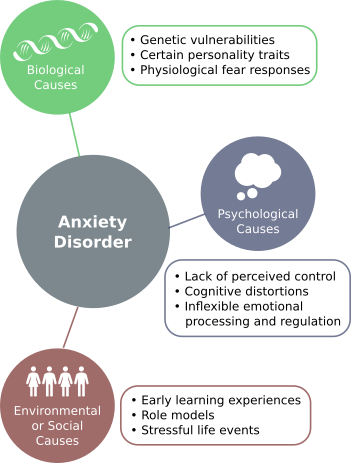 Biological
Causes
• Genetic vulnerabilities
• Certain personality traits
• Physiological fear responses
Anxiety
Disorder
Psychological
Causes
• Lack of perceived control
• Cognitive distortions
• Inflexible emotional
processing and regulation
Environmental
or Social
Causes
• Early learning experiences
• Role models
• Stressful life events